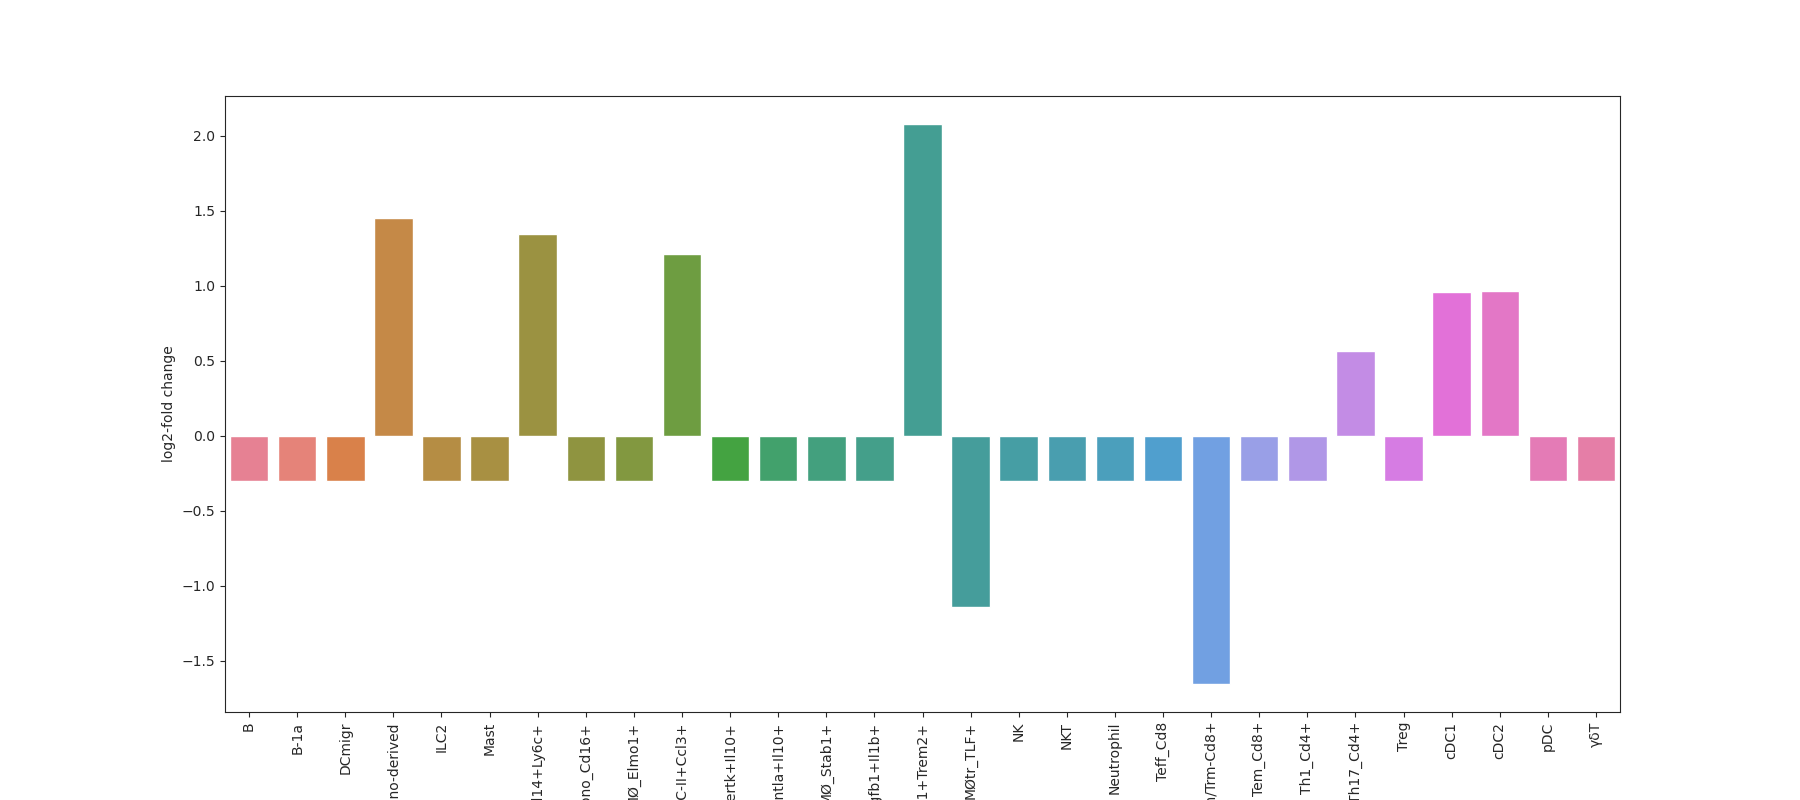 2.0
1.5
1.0
0.5
0.0
−0.5
−1.0
−1.5
log2-fold change
B
B-1a
DCmigr
no-derived
ILC2
Mast
l14+Ly6c+
ono_Cd16+
MØ_Elmo1+
C-II+Ccl3+
ertk+Il10+
ntla+Il10+
MØ_Stab1+
gfb1+Il1b+
1+Trem2+
MØtr_TLF+
NK
NKT
Neutrophil
Teff_Cd8
/Trm-Cd8+
Tem_Cd8+
Th1_Cd4+
Th17_Cd4+
Treg
cDC1
cDC2
pDC
γδT